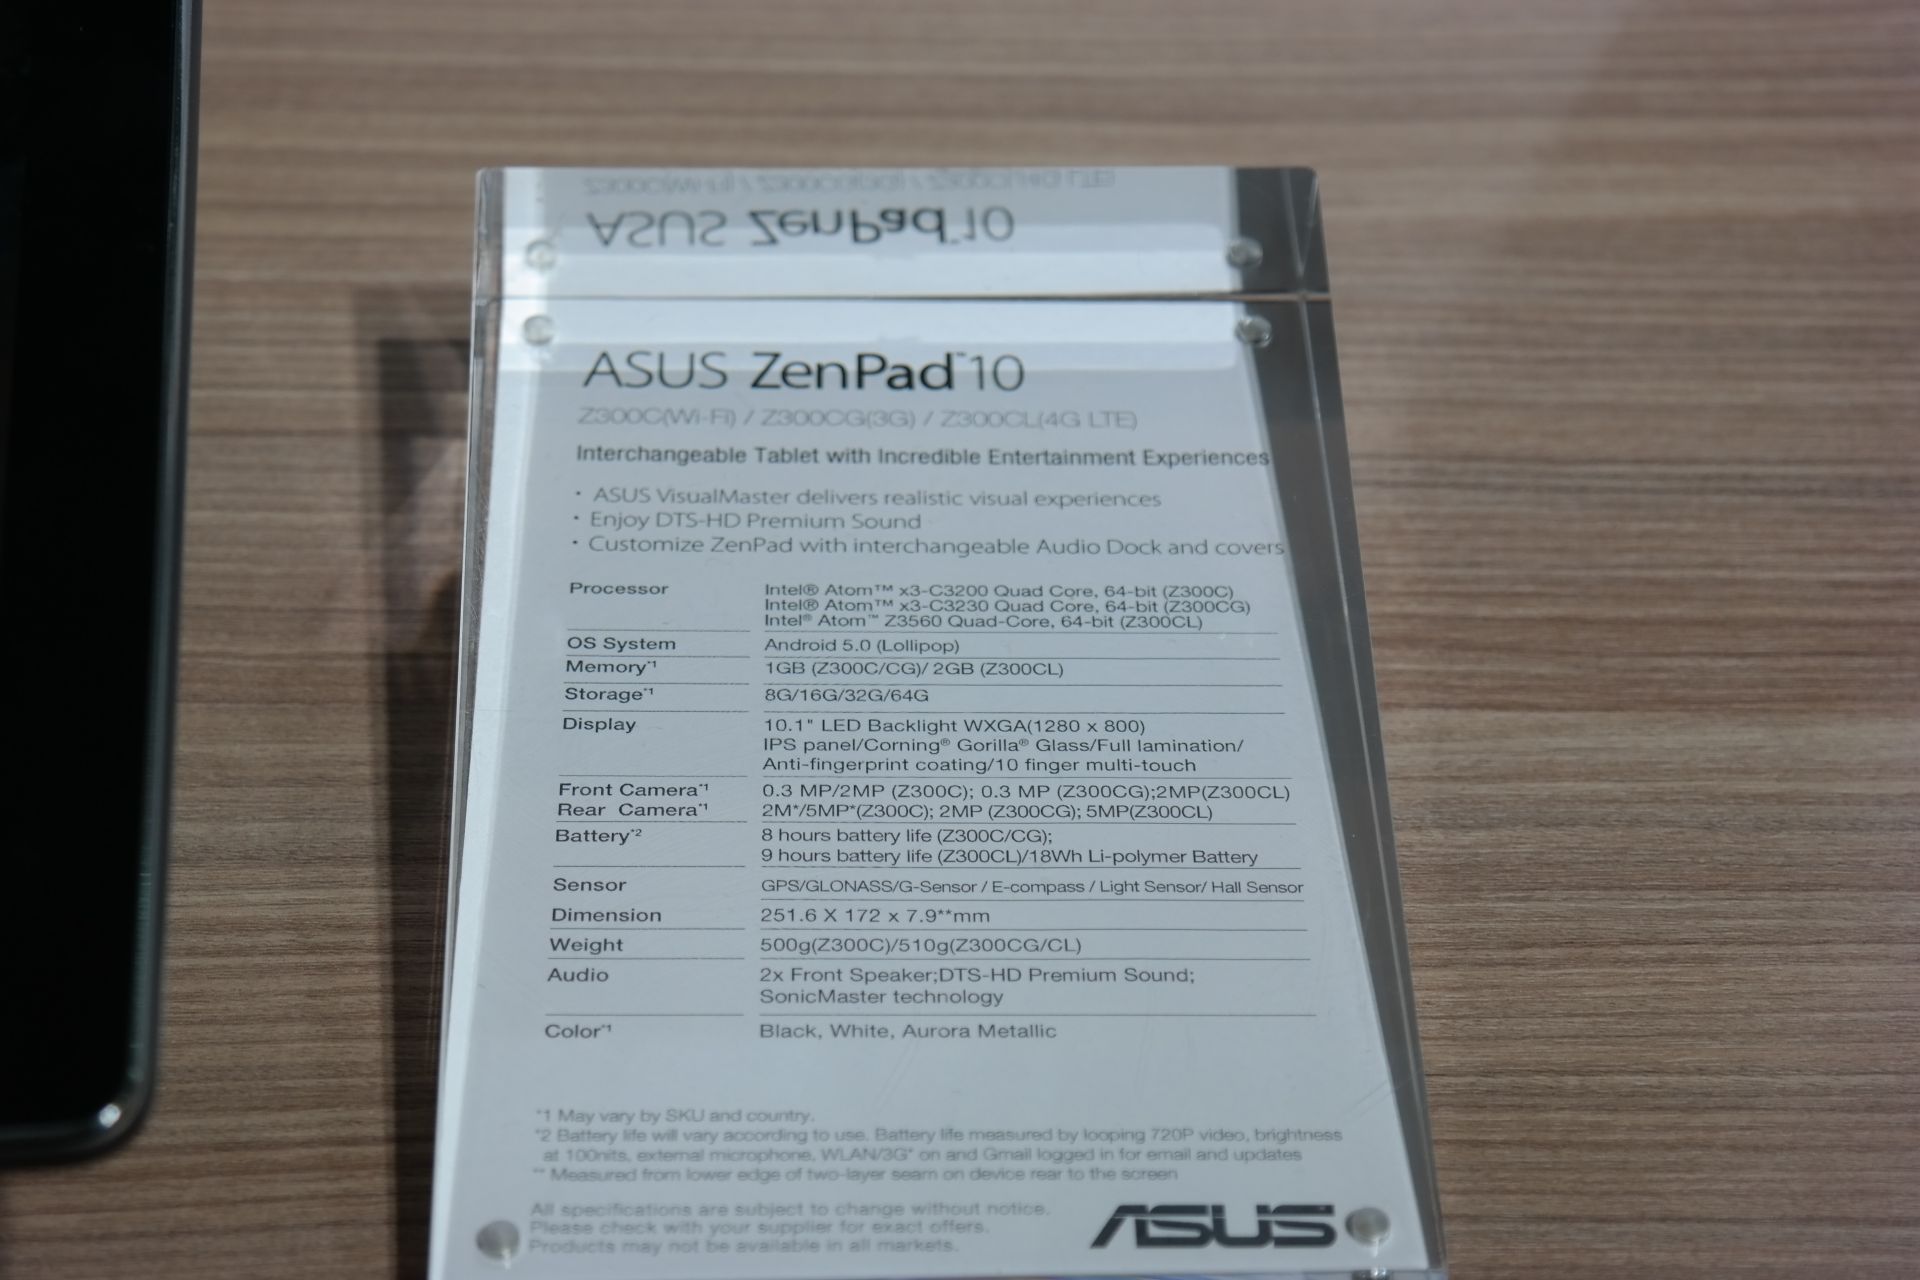 Z300C(Wi-Fi) / Z300CG(3G) / Z300CL(4G LTE)
ASUS ZenPad™10
ASUS ZenPad™10
Z300C(Wi-Fi) / Z300CG(3G) / Z300CL(4G LTE)
Interchangeable Tablet with Incredible Entertainment Experiences
· ASUS VisualMaster delivers realistic visual experiences
· Enjoy DTS-HD Premium Sound
· Customize ZenPad with interchangeable Audio Dock and covers
Processor Intel® Atom™ x3-C3200 Quad Core, 64-bit (Z300C)
Intel® Atom™ x3-C3230 Quad Core, 64-bit (Z300CG)
Intel® Atom™ Z3560 Quad-Core, 64-bit (Z300CL)
OS System Android 5.0 (Lollipop)
Memory*1 1GB (Z300C/CG)/ 2GB (Z300CL)
Storage*1 8G/16G/32G/64G
Display 10.1" LED Backlight WXGA(1280 x 800)
IPS panel/Corning® Gorilla® Glass/Full lamination/
Anti-fingerprint coating/10 finger multi-touch
Front Camera*1 0.3 MP/2MP (Z300C); 0.3 MP (Z300CG);2MP(Z300CL)
Rear Camera*1 2M*/5MP*(Z300C); 2MP (Z300CG); 5MP(Z300CL)
Battery*2 8 hours battery life (Z300C/CG);
9 hours battery life (Z300CL)/18Wh Li-polymer Battery
Sensor GPS/GLONASS/G-Sensor / E-compass / Light Sensor/ Hall Sensor
Dimension 251.6 X 172 x 7.9**mm
Weight 500g(Z300C)/510g(Z300CG/CL)
Audio 2x Front Speaker;DTS-HD Premium Sound;
SonicMaster technology
Color*1 Black, White, Aurora Metallic
*1 May vary by SKU and country.
*2 Battery life will vary according to use. Battery life measured by looping 720P video, brightness
at 100nits, external microphone, WLAN/3G* on and Gmail logged in for email and updates
** Measured from lower edge of two-layer seam on device rear to the screen
All specifications are subject to change without notice.
Please check with your supplier for exact offers.
Products may not be available in all markets.
ASUS